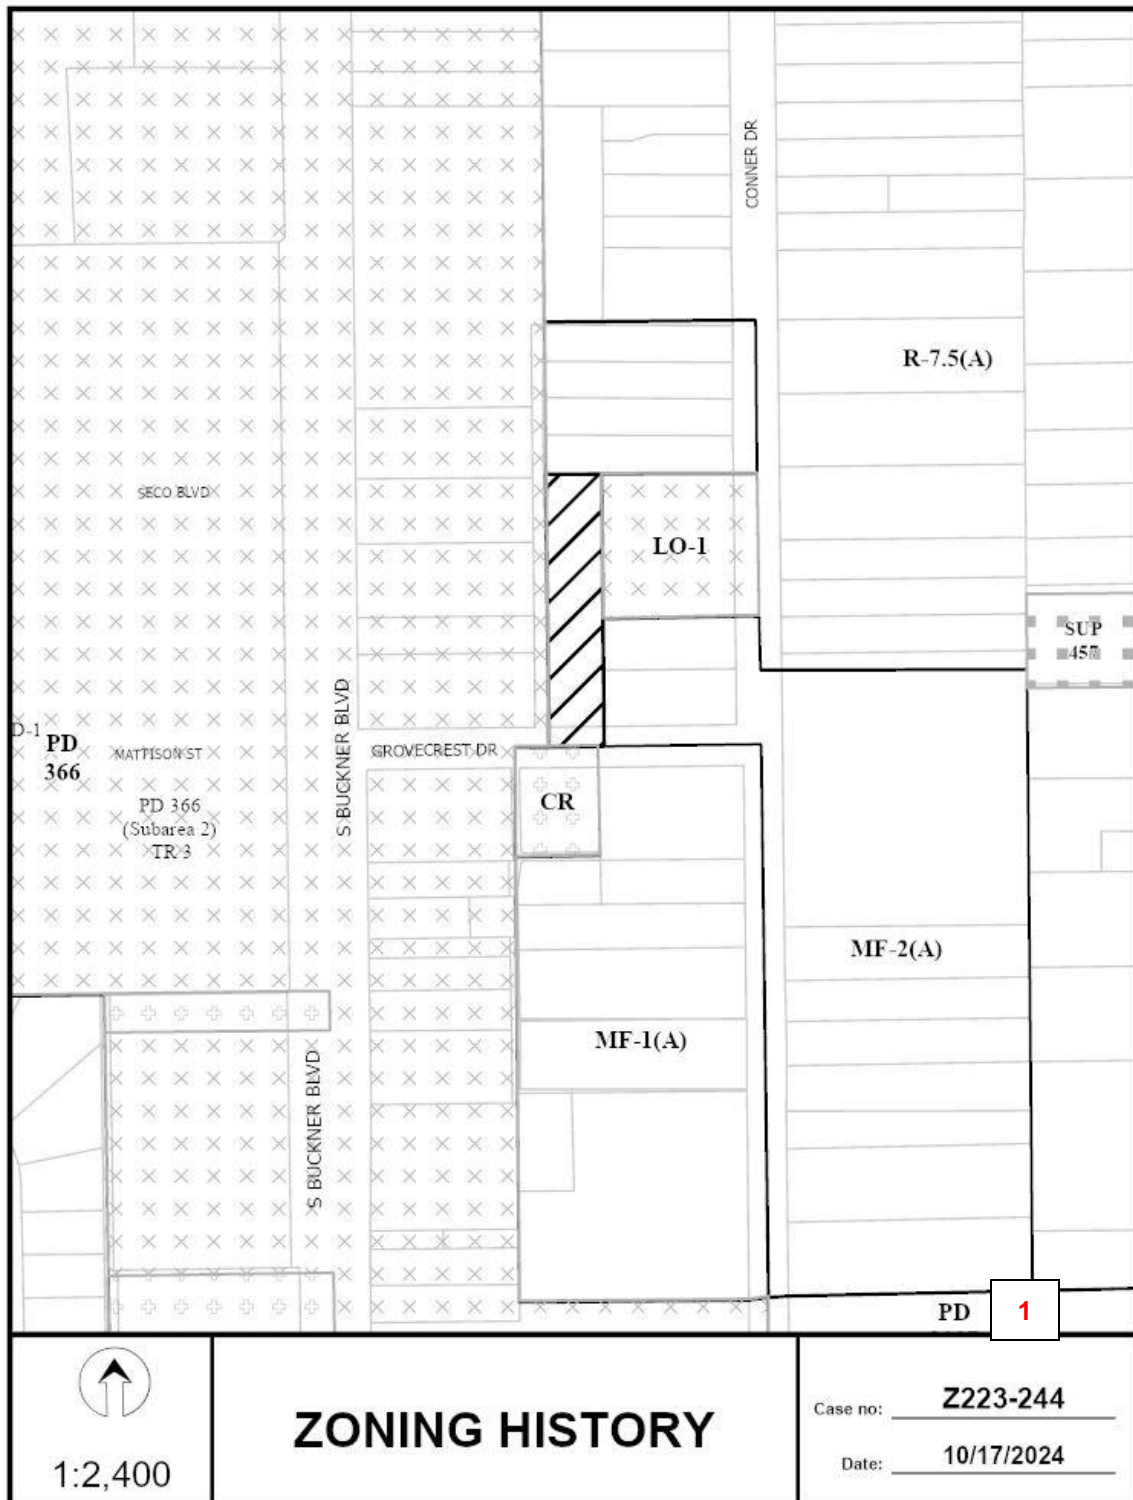 CONNER DR
R-7.5(A)
SECO BLVD
LO-1
SUP
457
S BUCKNER BLVD
D-1
PD
366
MATTISON ST
GROVECREST DR
CR
PD 366
(Subarea 2)
TR 3
MF-2(A)
MF-1(A)
S BUCKNER BLVD
PD
1
1:2,400
ZONING HISTORY
Case no: Z223-244
Date: 10/17/2024